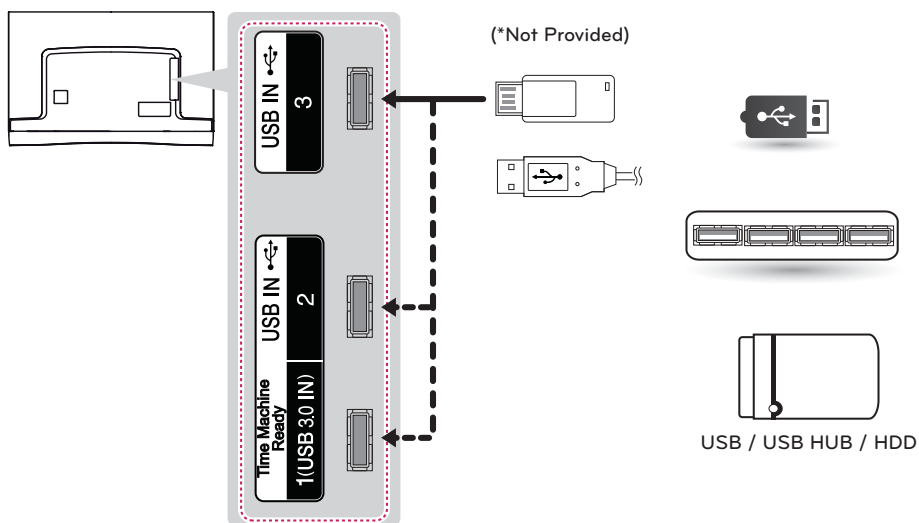 (*Not Provided)
USB IN
3
USB IN
2
Time Machine
Ready
1(USB 3.0 IN)
USB / USB HUB / HDD